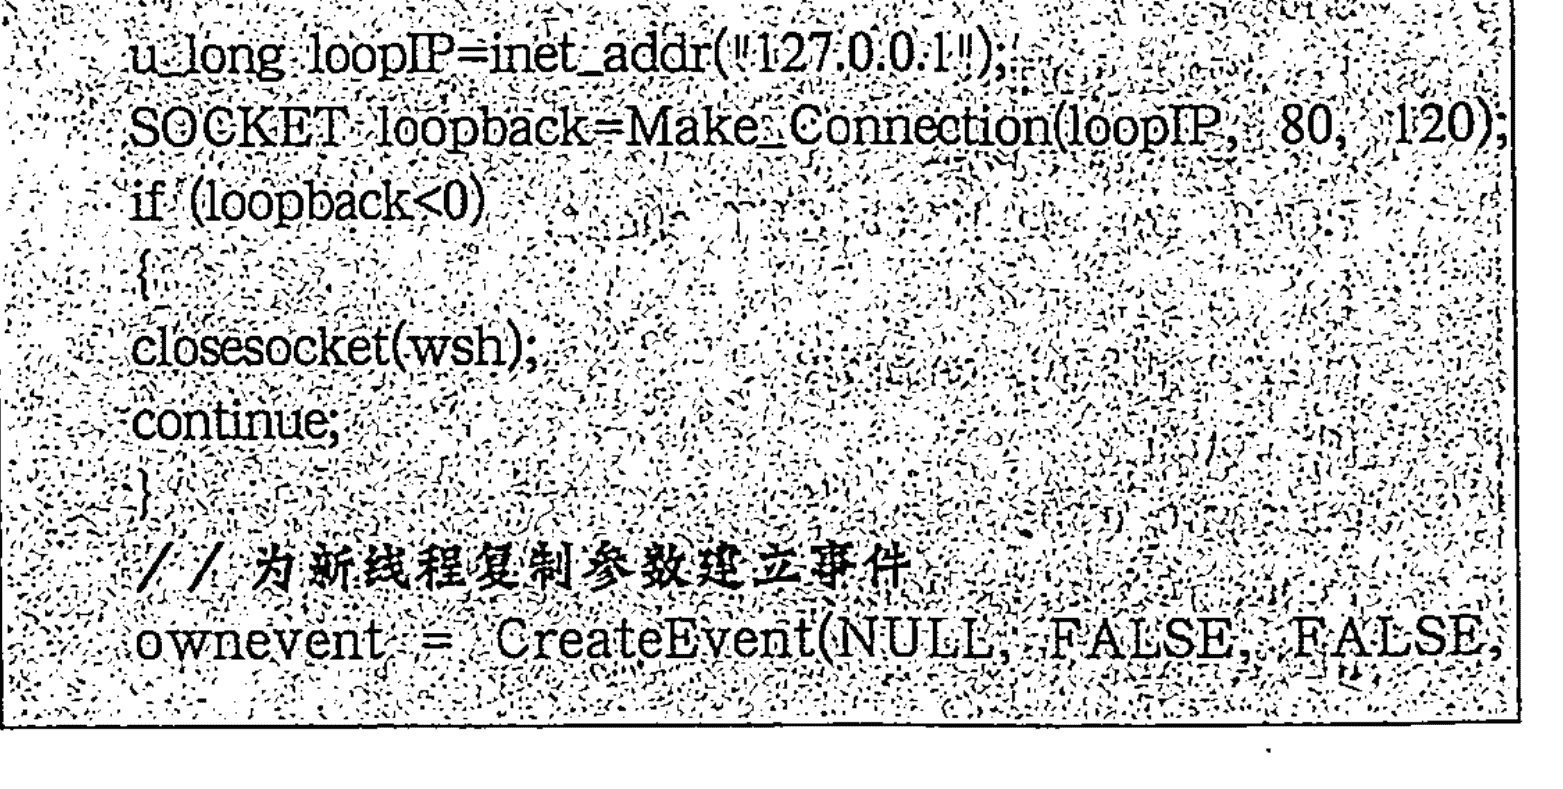 u_long loopIP=inet_addr("127.0.0.1");
SOCKET loopback=Make_Connection(loopIP, 80, 120);
if (loopback<0)
{
closesocket(wsh);
continue;
}
// 为新线程复制参数建立事件
ownevent = CreateEvent(NULL, FALSE, FALSE,